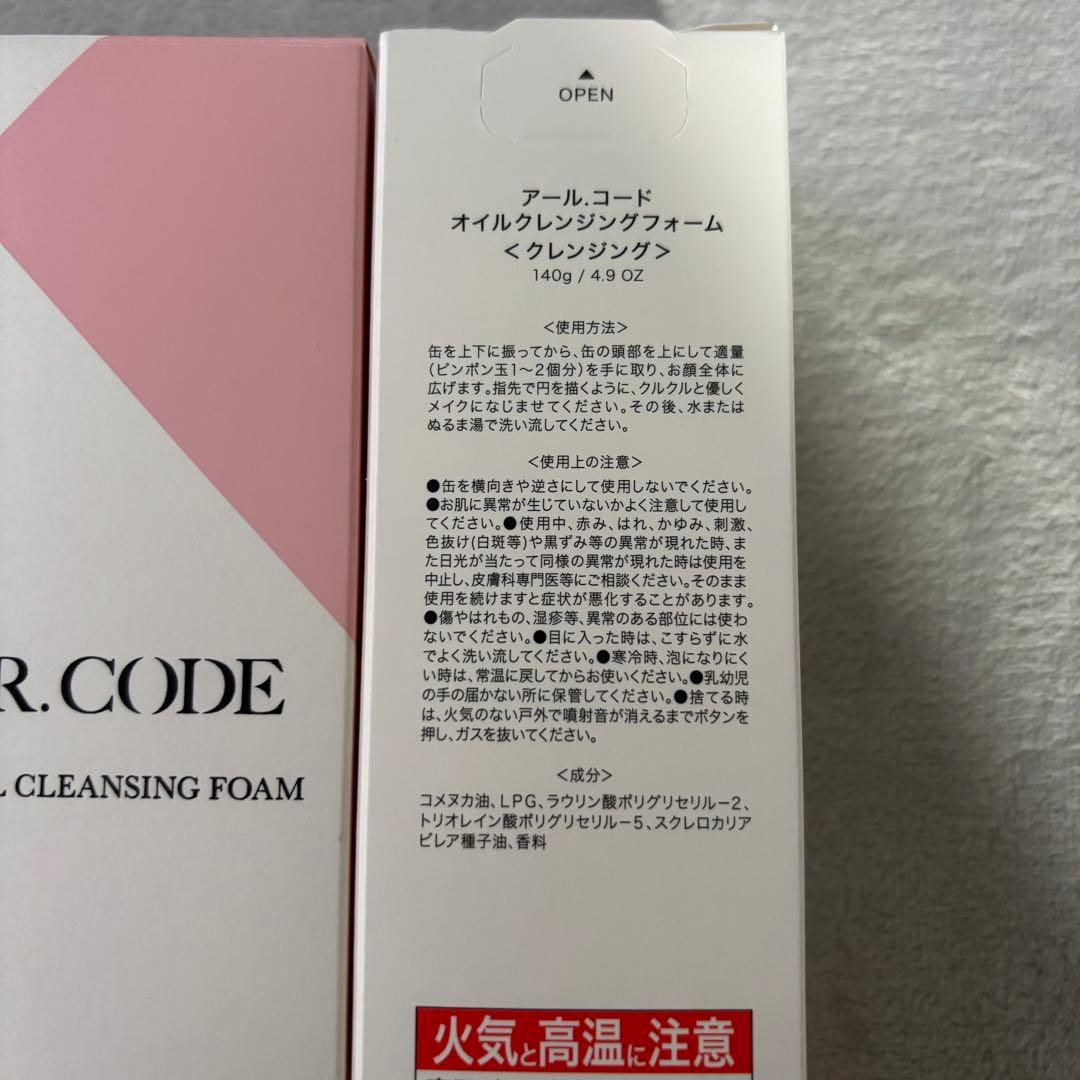 R.CODE
CLEANSING FOAM
▲
OPEN
アール.コード
オイルクレンジングフォーム
<クレンジング>
140g / 4.9 OZ
<使用方法>
缶を上下に振ってから、缶の頭部を上にして適量
(ピンポン玉1〜2個分)を手に取り、お顔全体に
広げます。指先で円を描くように、クルクルと優しく
メイクになじませてください。その後、水または
ぬるま湯で洗い流してください。
<使用上の注意>
●缶を横向きや逆さにして使用しないでください。
●お肌に異常が生じていないかよく注意して使用し
てください。●使用中、赤み、はれ、かゆみ、刺激、
色抜け(白斑等)や黒ずみ等の異常が現れた時、ま
た日光が当たって同様の異常が現れた時は使用を
中止し、皮膚科専門医等にご相談ください。そのまま
使用を続けますと症状が悪化することがあります。
●傷やはれもの、湿疹等、異常のある部位には使わ
ないでください。●目に入った時は、こすらずに水
でよく洗い流してください。●寒冷時、泡になりにく
い時は、常温に戻してからお使いください。●乳幼児
の手の届かない所に保管してください。●捨てる時
は、火気のない戸外で噴射音が消えるまでボタンを
押し、ガスを抜いてください。
<成分>
コメヌカ油、LPG、ラウリン酸ポリグリセリル－2、
トリオレイン酸ポリグリセリル－5、スクレロカリア
ビレア種子油、香料
火気と高温に注意